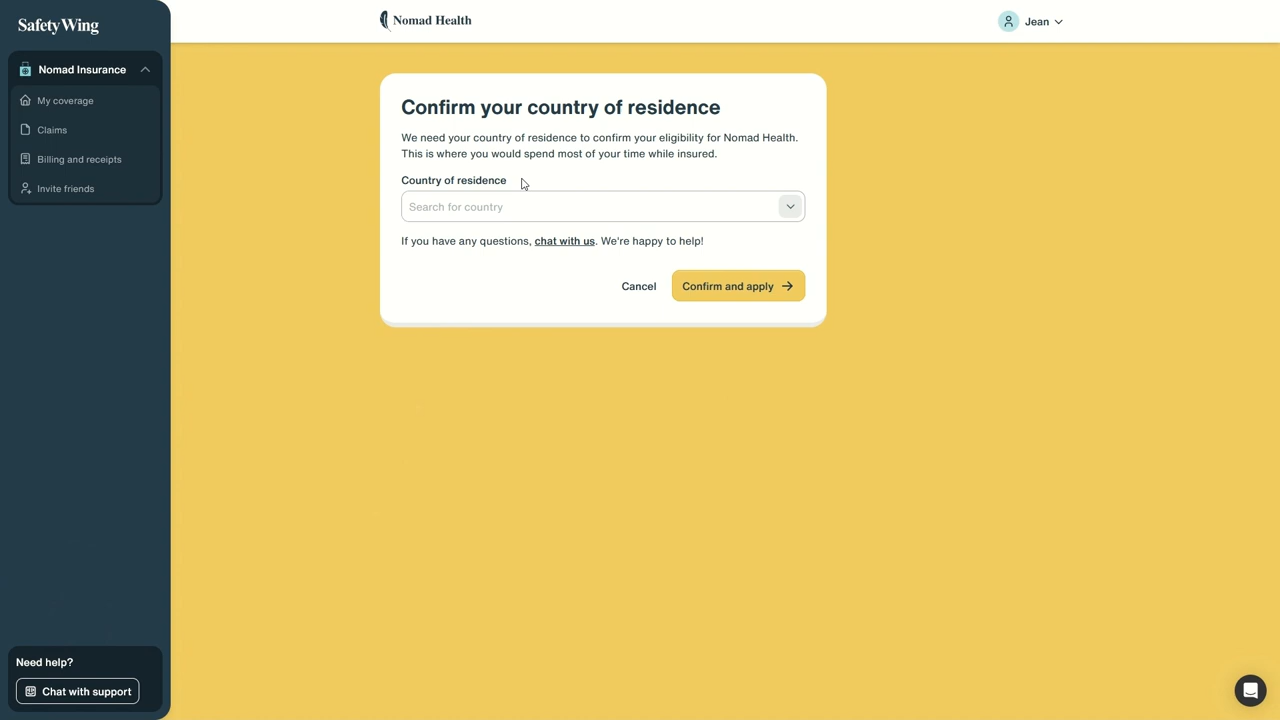 SafetyWing
Nomad Insurance
My coverage
Claims
Billing and receipts
Invite friends
Need help?
Chat with support
Nomad Health
Jean
Confirm your country of residence
We need your country of residence to confirm your eligibility for Nomad Health.
This is where you would spend most of your time while insured.
Country of residence
Search for country
If you have any questions, chat with us. We're happy to help!
Cancel
Confirm and apply